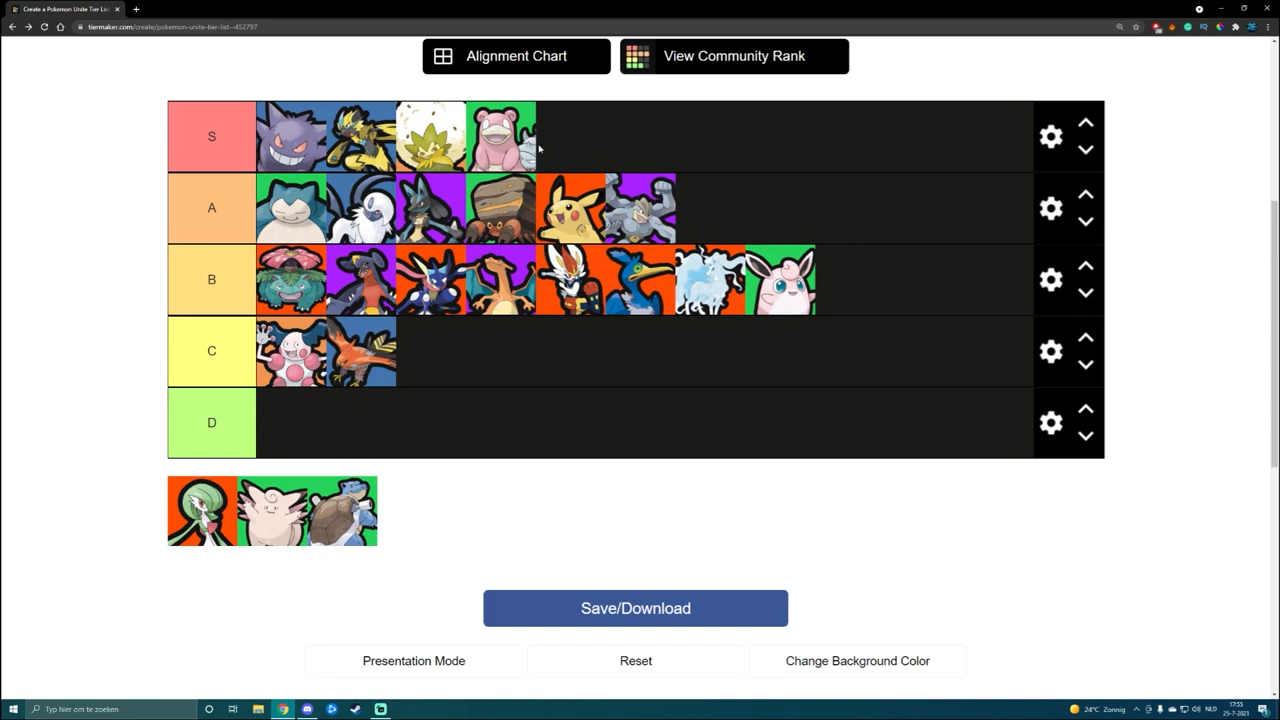 Create a Pokemon Unite Tier Lis
tiermaker.com/create/pokemon-unite-tier-list--452797
Alignment Chart
View Community Rank
S
A
B
C
D
Save/Download
Presentation Mode
Reset
Change Background Color
Typ hier om te zoeken
24°C Zonnig
NLD
17:55
25-7-2021